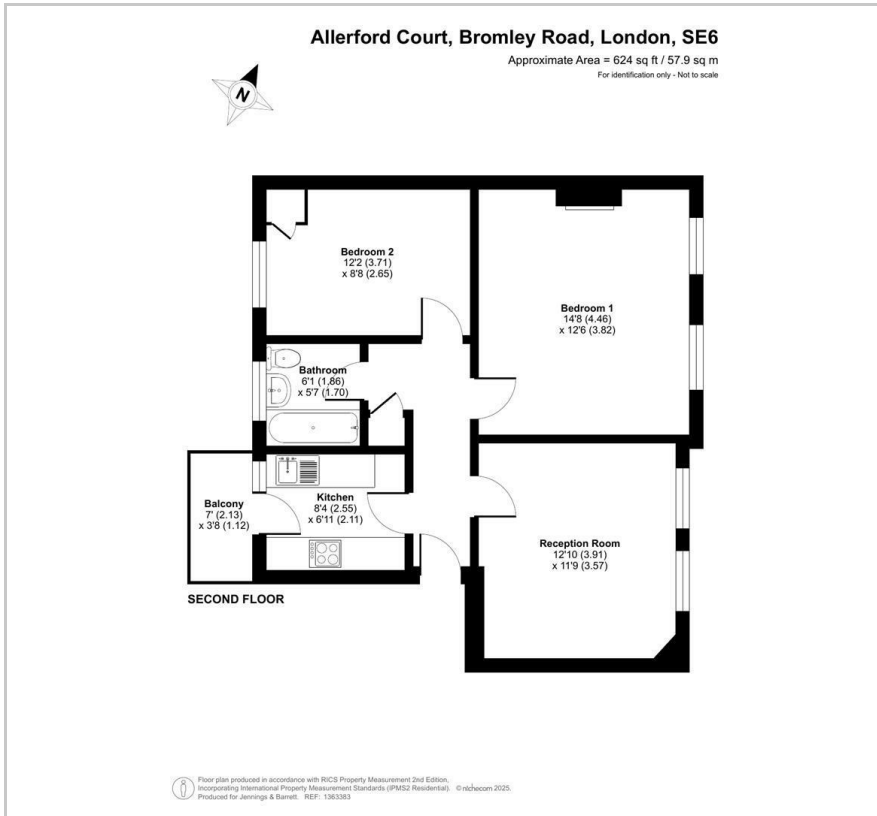 Allerford Court, Bromley Road, London, SE6
Approximate Area = 624 sq ft / 57.9 sq m
For identification only - Not to scale
N
Bedroom 2
12'2 (3.71)
x 8'8 (2.65)
Bedroom 1
14'8 (4.46)
x 12'6 (3.82)
Bathroom
6'1 (1.86)
x 5'7 (1.70)
Balcony
7' (2.13)
x 3'8 (1.12)
Kitchen
8'4 (2.55)
x 6'11 (2.11)
Reception Room
12'10 (3.91)
x 11'9 (3.57)
SECOND FLOOR
Floor plan produced in accordance with RICS Property Measurement 2nd Edition,
Incorporating International Property Measurement Standards (IPMS2 Residential). © nichecom 2025.
Produced for Jennings & Barrett. REF: 1363383